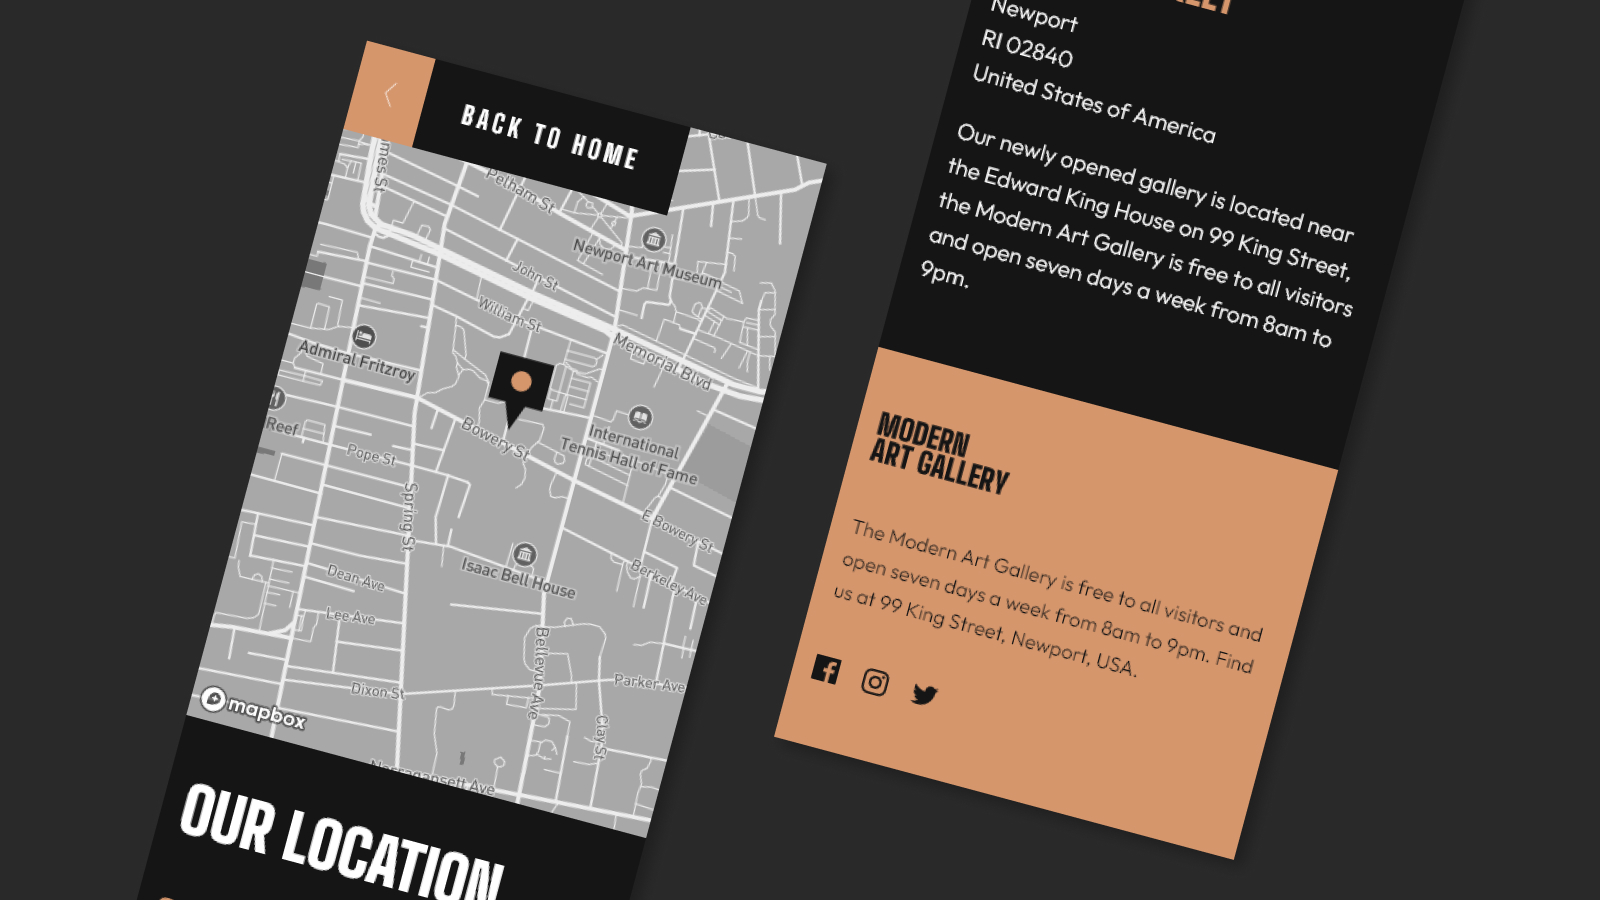 BACK TO HOME
Pelham St
Newport Art Museum
John St
William St
Memorial Blvd
Admiral Fitzroy
Reef
Bowery St
International
Tennis Hall of Fame
Pope St
Spring St
E Bowery St
Isaac Bell House
Berkeley Ave
Dean Ave
Lee Ave
Bellevue Ave
Parker Ave
Dixon St
Clay St
mapbox
Narragansett Ave
OUR LOCATION
Newport
RI 02840
United States of America
Our newly opened gallery is located near
the Edward King House on 99 King Street,
the Modern Art Gallery is free to all visitors
and open seven days a week from 8am to
9pm.
MODERN
ART GALLERY
The Modern Art Gallery is free to all visitors and
open seven days a week from 8am to 9pm. Find
us at 99 King Street, Newport, USA.